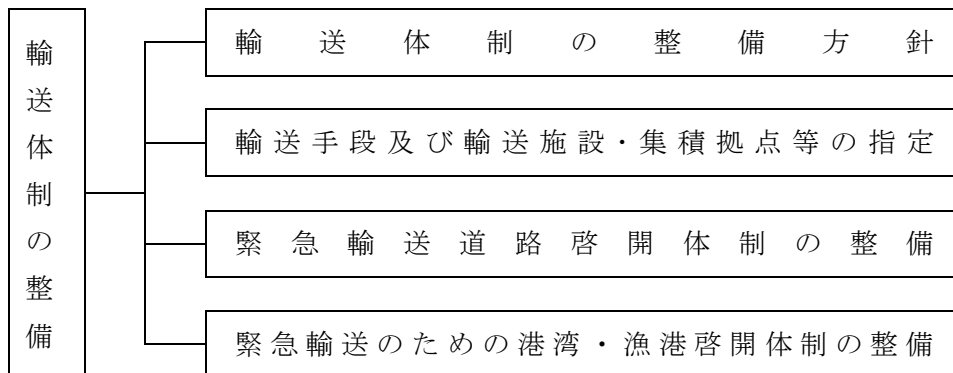 輸送体制の整備
輸送体制の整備方針
輸送手段及び輸送施設・集積拠点等の指定
緊急輸送道路啓開体制の整備
緊急輸送のための港湾・漁港啓開体制の整備